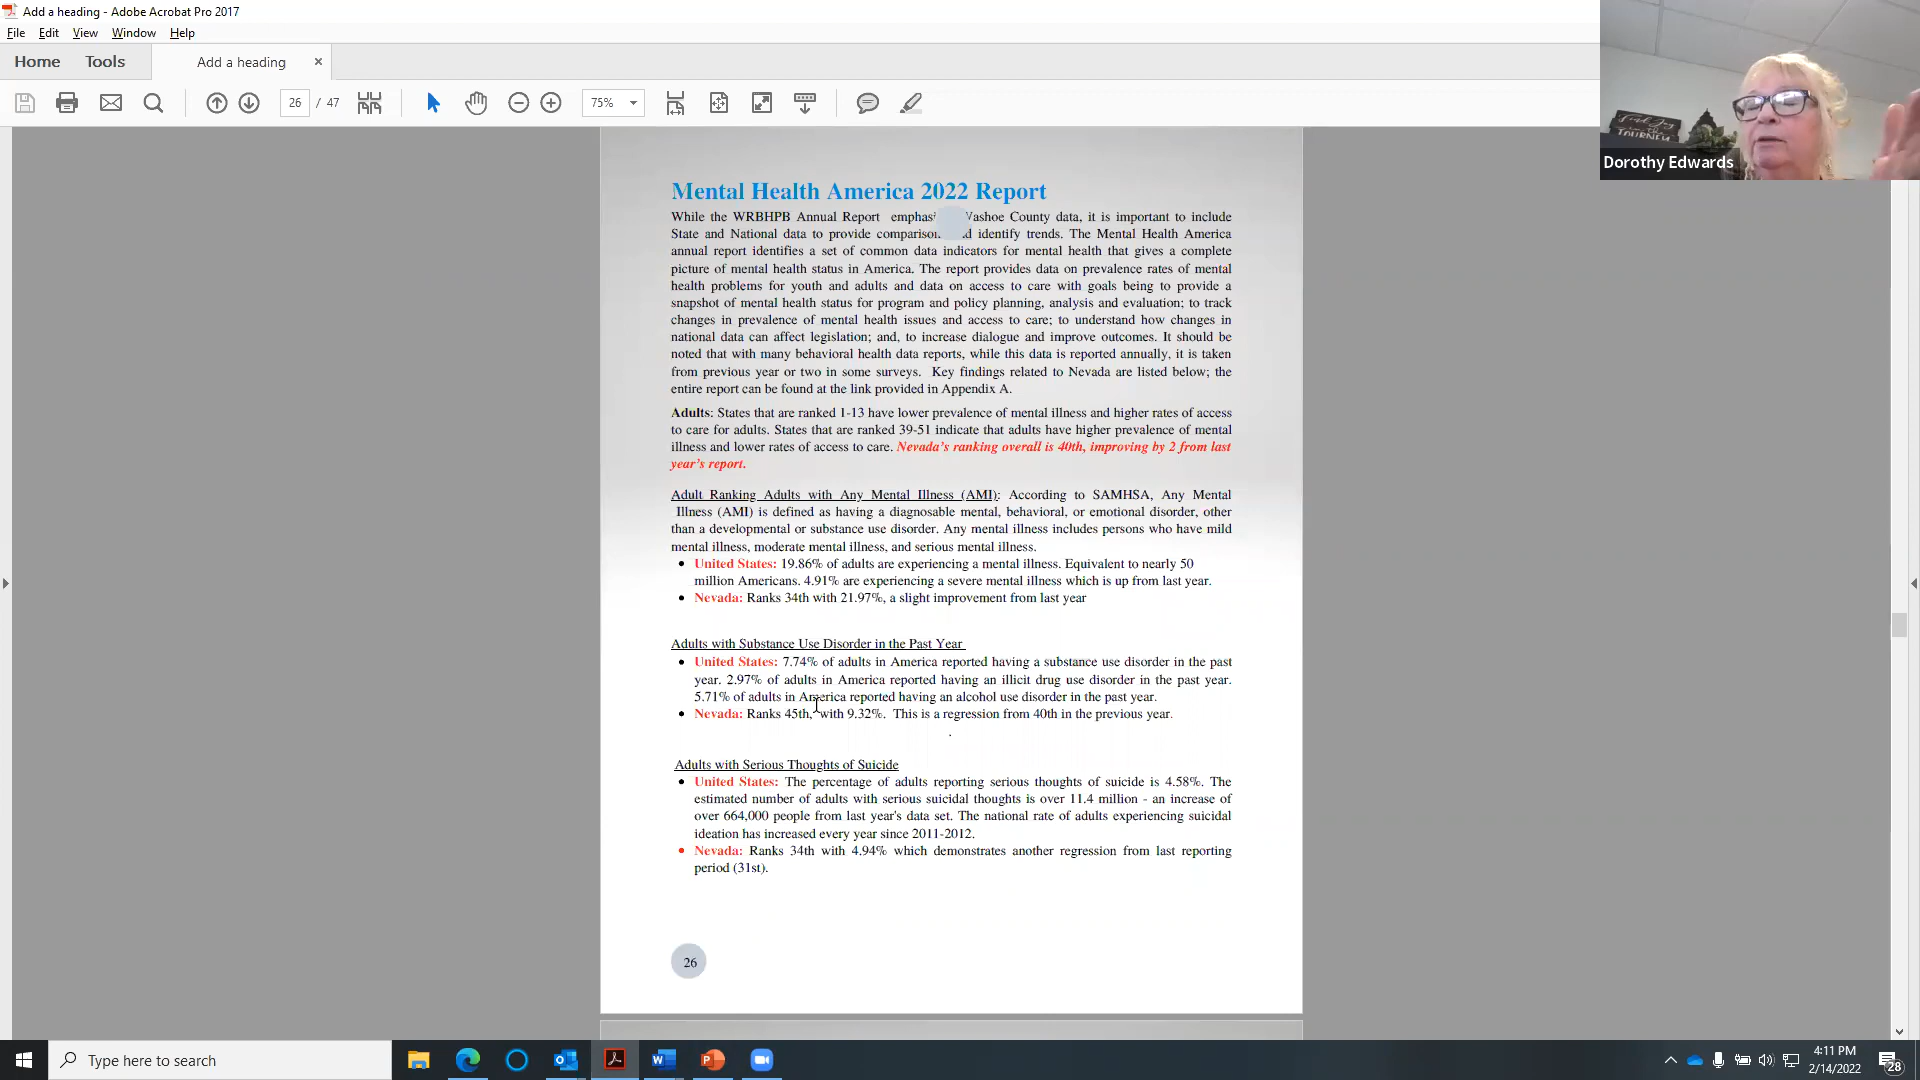 Add a heading - Adobe Acrobat Pro 2017
File Edit View Window Help
Home Tools Add a heading ×
26 / 47 75%
Dorothy Edwards
Mental Health America 2022 Report
While the WRBHPB Annual Report emphasi Washoe County data, it is important to include
State and National data to provide comparison identify trends. The Mental Health America
annual report identifies a set of common data indicators for mental health that gives a complete
picture of mental health status in America. The report provides data on prevalence rates of mental
health problems for youth and adults and data on access to care with goals being to provide a
snapshot of mental health status for program and policy planning, analysis and evaluation; to track
changes in prevalence of mental health issues and access to care; to understand how changes in
national data can affect legislation; and, to increase dialogue and improve outcomes. It should be
noted that with many behavioral health data reports, while this data is reported annually, it is taken
from previous year or two in some surveys. Key findings related to Nevada are listed below; the
entire report can be found at the link provided in Appendix A.
Adults: States that are ranked 1-13 have lower prevalence of mental illness and higher rates of access
to care for adults. States that are ranked 39-51 indicate that adults have higher prevalence of mental
illness and lower rates of access to care. Nevada's ranking overall is 40th, improving by 2 from last
year's report.
Adult Ranking Adults with Any Mental Illness (AMI): According to SAMHSA, Any Mental
Illness (AMI) is defined as having a diagnosable mental, behavioral, or emotional disorder, other
than a developmental or substance use disorder. Any mental illness includes persons who have mild
mental illness, moderate mental illness, and serious mental illness.
• United States: 19.86% of adults are experiencing a mental illness. Equivalent to nearly 50
million Americans. 4.91% are experiencing a severe mental illness which is up from last year.
• Nevada: Ranks 34th with 21.97%, a slight improvement from last year
Adults with Substance Use Disorder in the Past Year
• United States: 7.74% of adults in America reported having a substance use disorder in the past
year. 2.97% of adults in America reported having an illicit drug use disorder in the past year.
5.71% of adults in America reported having an alcohol use disorder in the past year.
• Nevada: Ranks 45th, with 9.32%. This is a regression from 40th in the previous year.
.
Adults with Serious Thoughts of Suicide
• United States: The percentage of adults reporting serious thoughts of suicide is 4.58%. The
estimated number of adults with serious suicidal thoughts is over 11.4 million - an increase of
over 664,000 people from last year's data set. The national rate of adults experiencing suicidal
ideation has increased every year since 2011-2012.
• Nevada: Ranks 34th with 4.94% which demonstrates another regression from last reporting
period (31st).
26
Type here to search
4:11 PM
2/14/2022
28